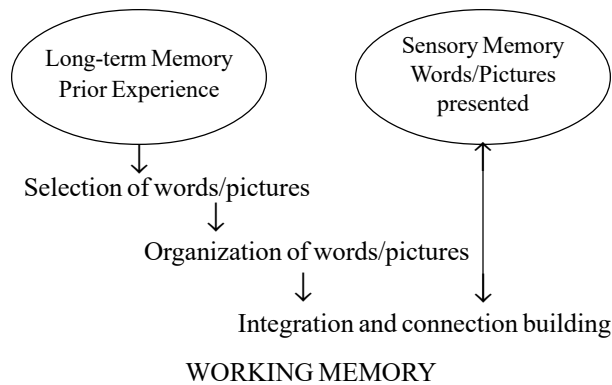 Long-term Memory
Prior Experience
Sensory Memory
Words/Pictures
presented
Selection of words/pictures
Organization of words/pictures
Integration and connection building
WORKING MEMORY